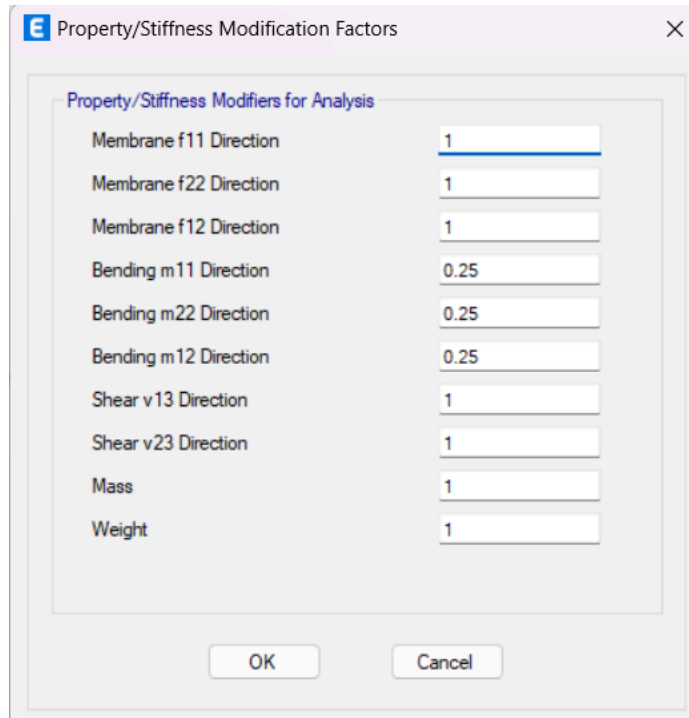 E Property/Stiffness Modification Factors
Property/Stiffness Modifiers for Analysis
Membrane f11 Direction 1
Membrane f22 Direction 1
Membrane f12 Direction 1
Bending m11 Direction 0.25
Bending m22 Direction 0.25
Bending m12 Direction 0.25
Shear v13 Direction 1
Shear v23 Direction 1
Mass 1
Weight 1
OK Cancel